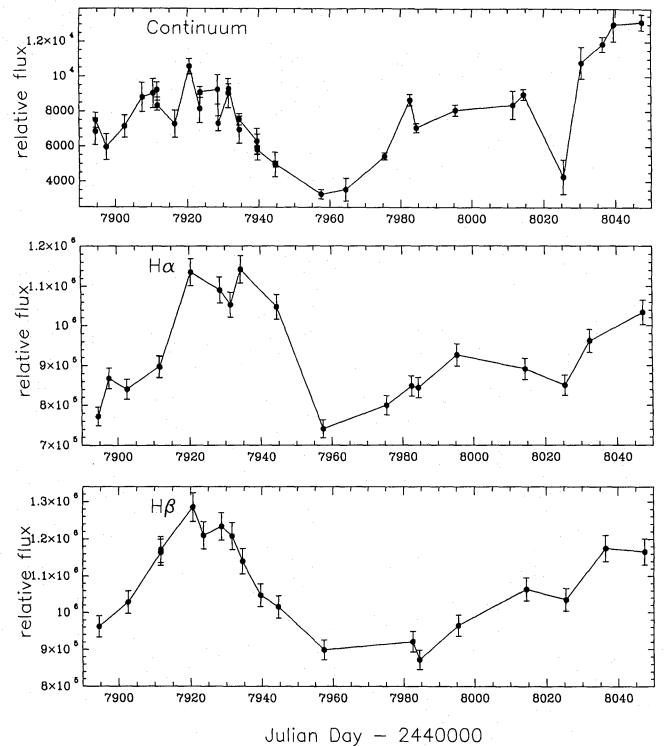 Continuum
relative flux
1.2×10⁴
10⁴
8000
6000
4000
7900 7920 7940 7960 7980 8000 8020 8040
Hα
relative flux
1.2×10⁶
1.1×10⁶
10⁶
9×10⁵
8×10⁵
7×10⁵
7900 7920 7940 7960 7980 8000 8020 8040
Hβ
relative flux
1.3×10⁶
1.2×10⁶
1.1×10⁶
10⁶
9×10⁵
8×10⁵
7900 7920 7940 7960 7980 8000 8020 8040
Julian Day − 2440000